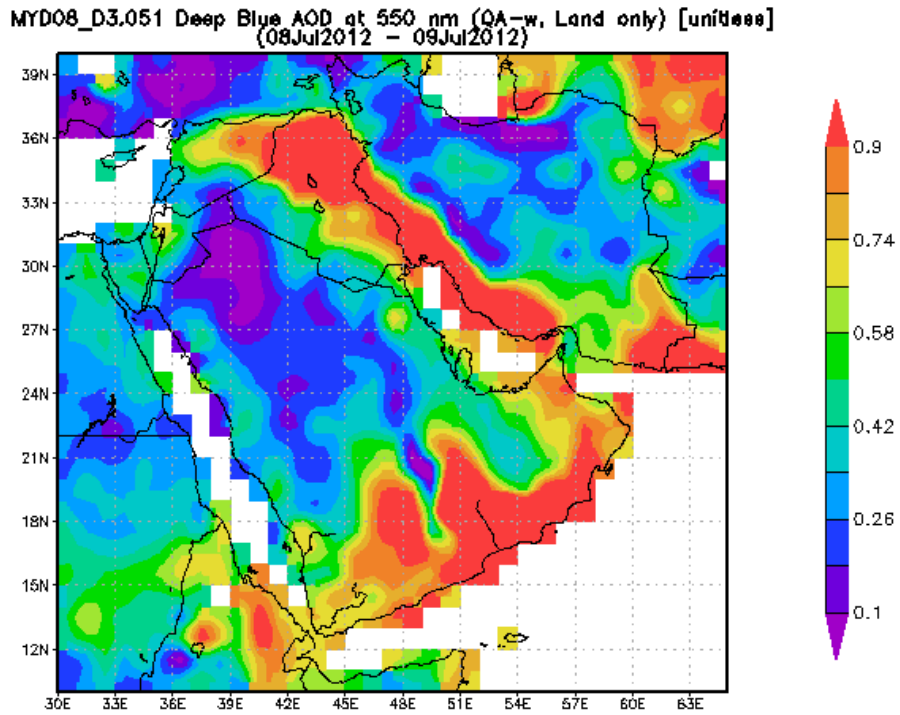 MYD08_D3.051 Deep Blue AOD at 550 nm (QA-w, Land only) [unitless]
(08Jul2012 - 09Jul2012)
39N
36N
33N
30N
27N
24N
21N
18N
15N
12N
30E 33E 36E 39E 42E 45E 48E 51E 54E 57E 60E 63E
0.9
0.74
0.58
0.42
0.26
0.1